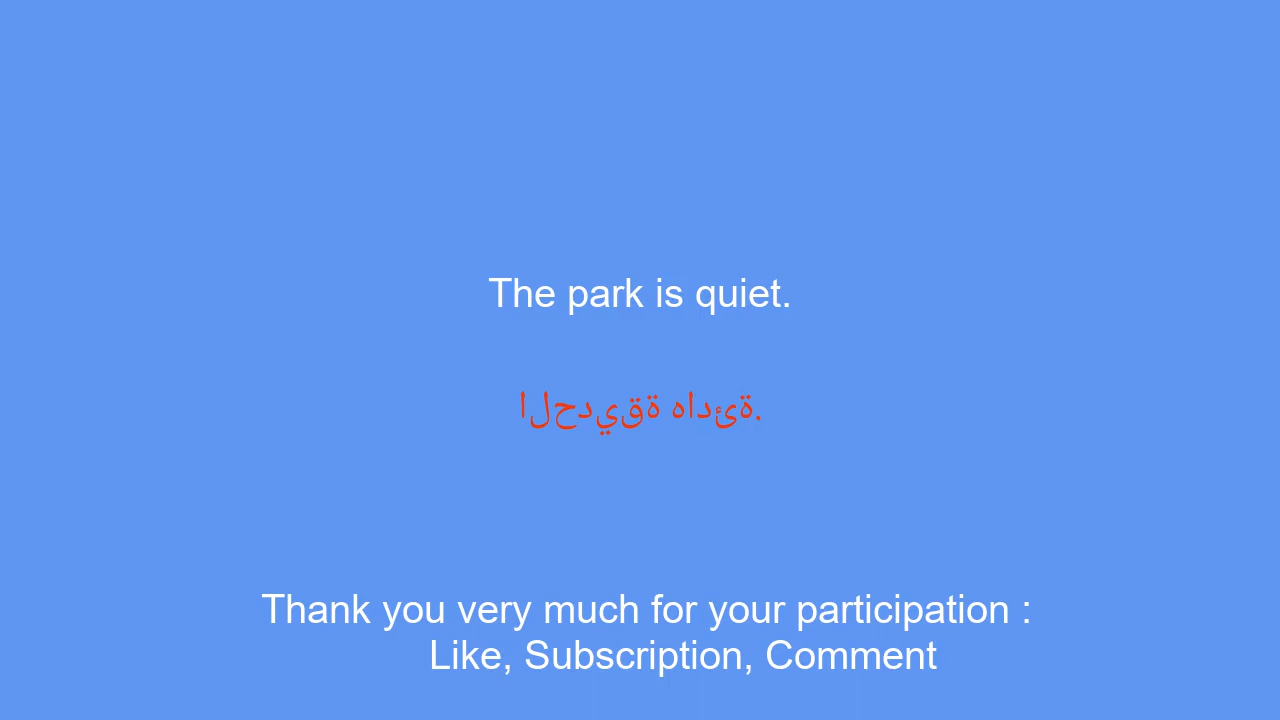 The park is quiet.
الحديقة هادئة.
Thank you very much for your participation :
Like, Subscription, Comment